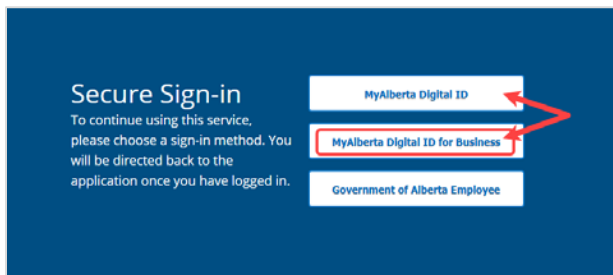 Secure Sign-in
To continue using this service,
please choose a sign-in method. You
will be directed back to the
application once you have logged in.
MyAlberta Digital ID
MyAlberta Digital ID for Business
Government of Alberta Employee